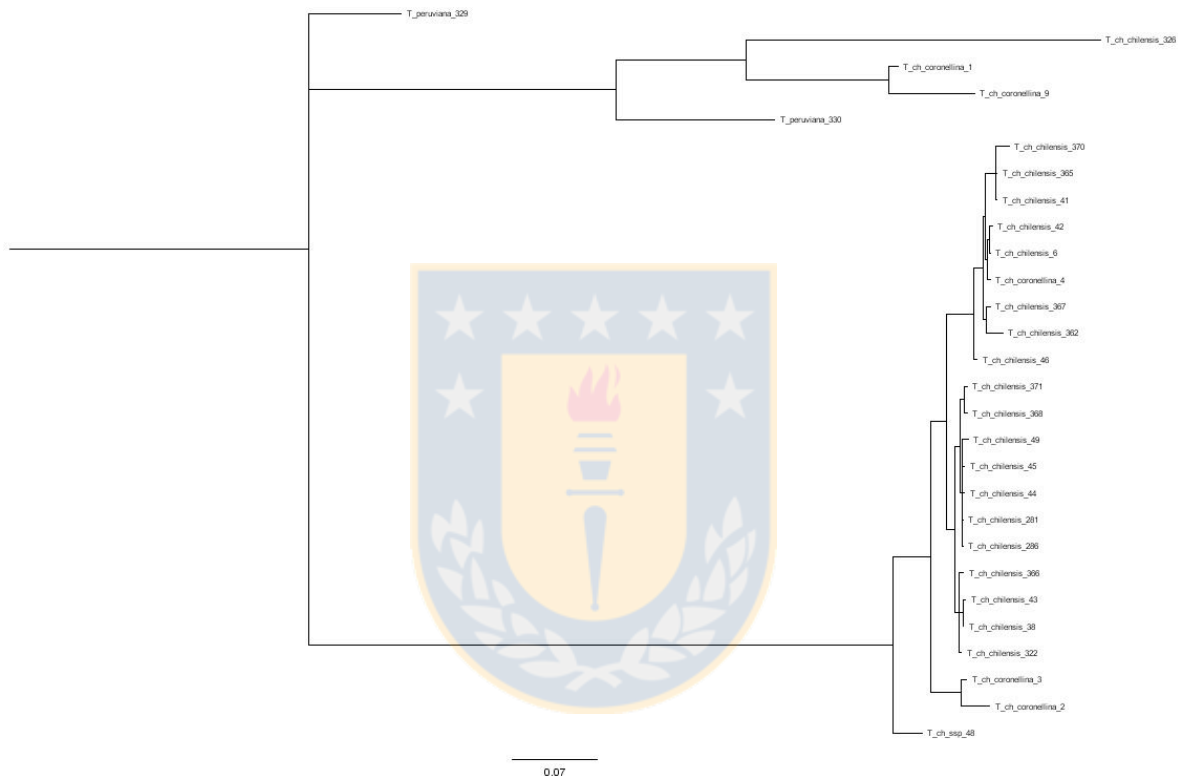 T_peruviana_329
T_ch_chilensis_326
T_ch_coronellina_1
T_ch_coronellina_9
T_peruviana_330
T_ch_chilensis_370
T_ch_chilensis_365
T_ch_chilensis_41
T_ch_chilensis_42
T_ch_chilensis_6
T_ch_coronellina_4
T_ch_chilensis_367
T_ch_chilensis_362
T_ch_chilensis_46
T_ch_chilensis_371
T_ch_chilensis_368
T_ch_chilensis_49
T_ch_chilensis_45
T_ch_chilensis_44
T_ch_chilensis_281
T_ch_chilensis_286
T_ch_chilensis_366
T_ch_chilensis_43
T_ch_chilensis_38
T_ch_chilensis_322
T_ch_coronellina_3
T_ch_coronellina_2
T_ch_ssp_48
0.07